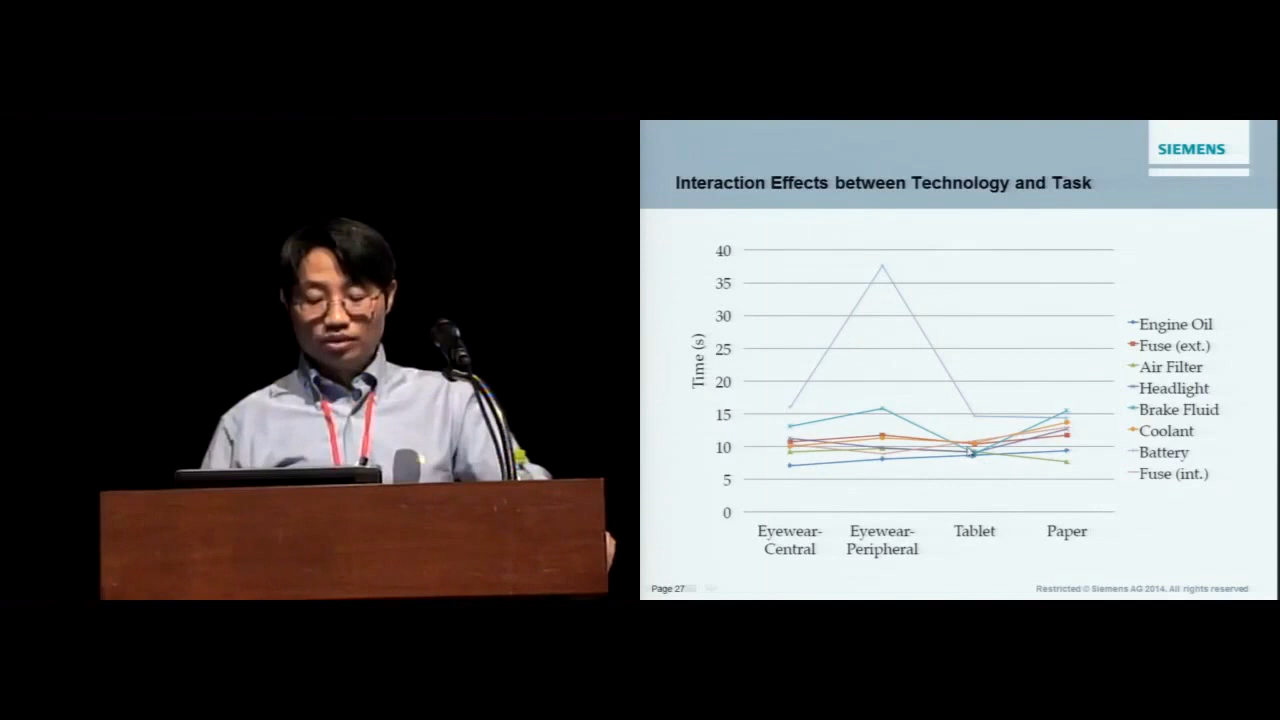 SIEMENS
Interaction Effects between Technology and Task
40
35
30
25
20
15
10
5
0
Time (s)
Eyewear-
Central
Eyewear-
Peripheral
Tablet
Paper
Engine Oil
Fuse (ext.)
Air Filter
Headlight
Brake Fluid
Coolant
Battery
Fuse (int.)
Page 27
Restricted © Siemens AG 2014. All rights reserved